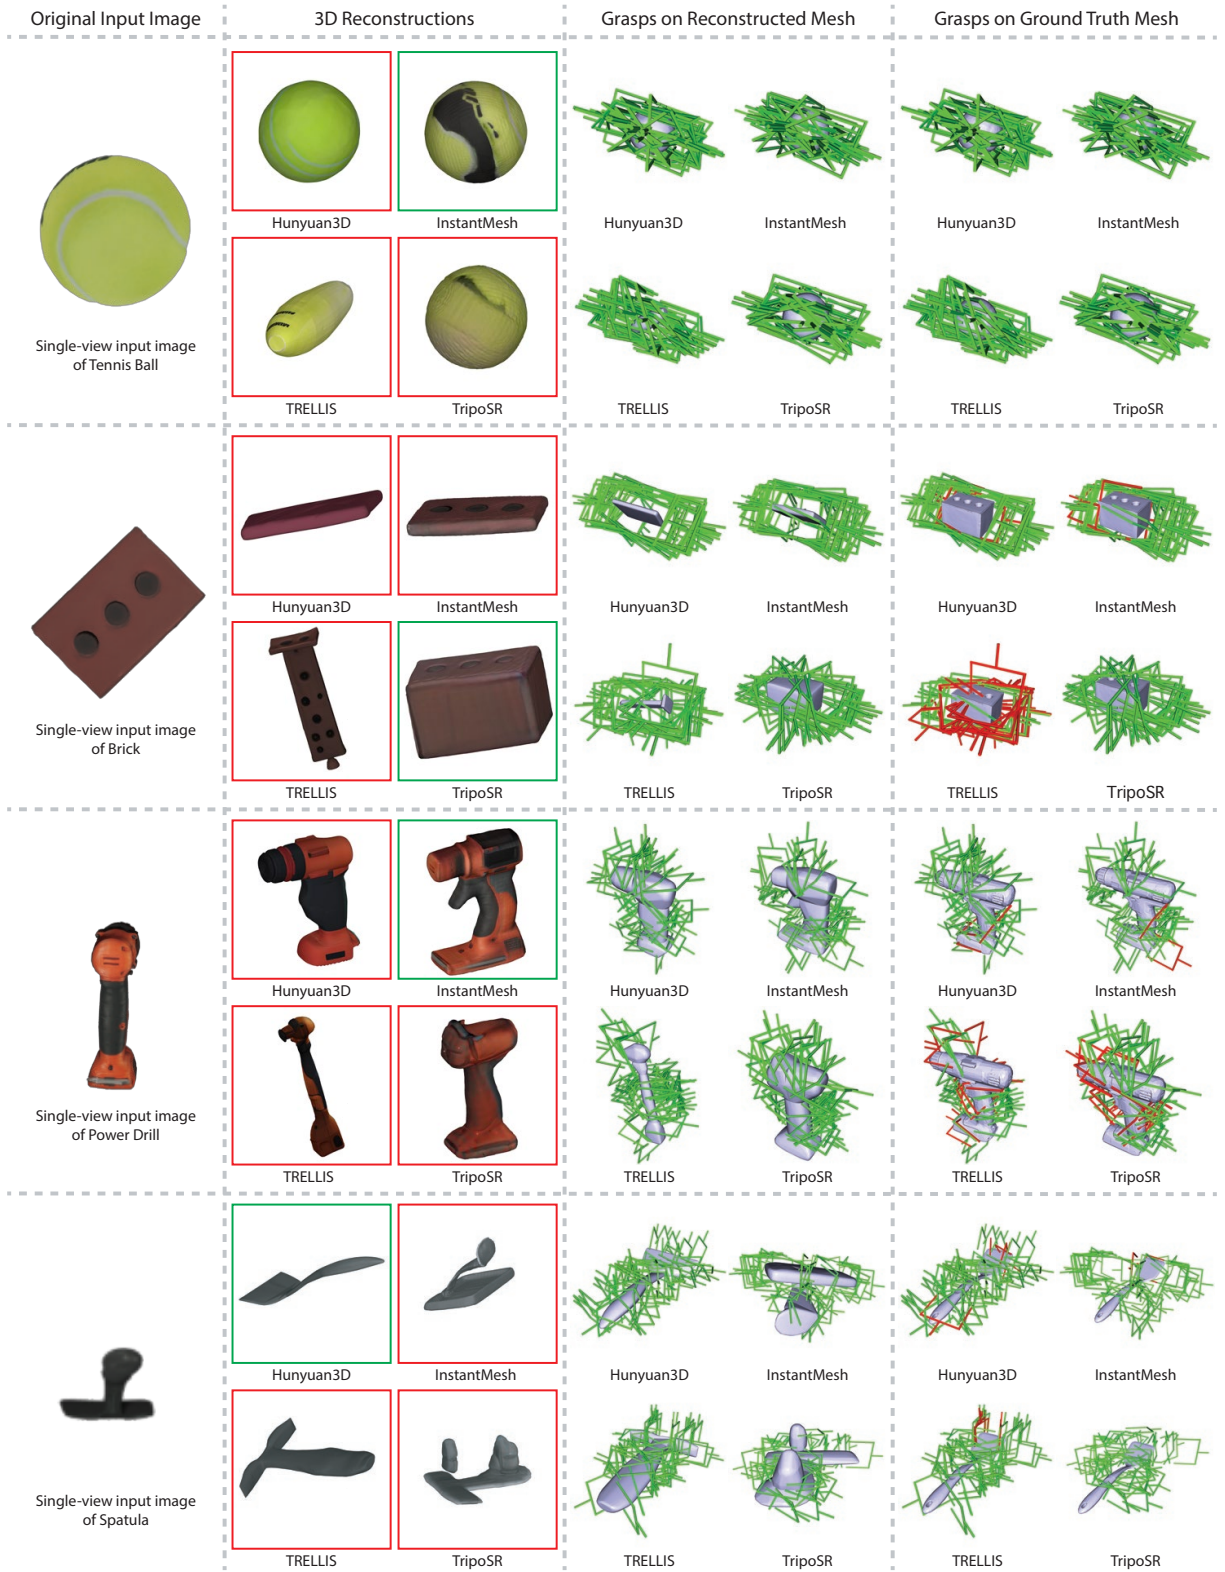 Original Input Image
3D Reconstructions
Grasps on Reconstructed Mesh
Grasps on Ground Truth Mesh
Single-view input image
of Tennis Ball
Hunyuan3D
InstantMesh
Hunyuan3D
InstantMesh
Hunyuan3D
InstantMesh
TRELLIS
TripoSR
TRELLIS
TripoSR
TRELLIS
TripoSR
Single-view input image
of Brick
Hunyuan3D
InstantMesh
Hunyuan3D
InstantMesh
Hunyuan3D
InstantMesh
TRELLIS
TripoSR
TRELLIS
TripoSR
TRELLIS
TripoSR
Single-view input image
of Power Drill
Hunyuan3D
InstantMesh
Hunyuan3D
InstantMesh
Hunyuan3D
InstantMesh
TRELLIS
TripoSR
TRELLIS
TripoSR
TRELLIS
TripoSR
Single-view input image
of Spatula
Hunyuan3D
InstantMesh
Hunyuan3D
InstantMesh
Hunyuan3D
InstantMesh
TRELLIS
TripoSR
TRELLIS
TripoSR
TRELLIS
TripoSR